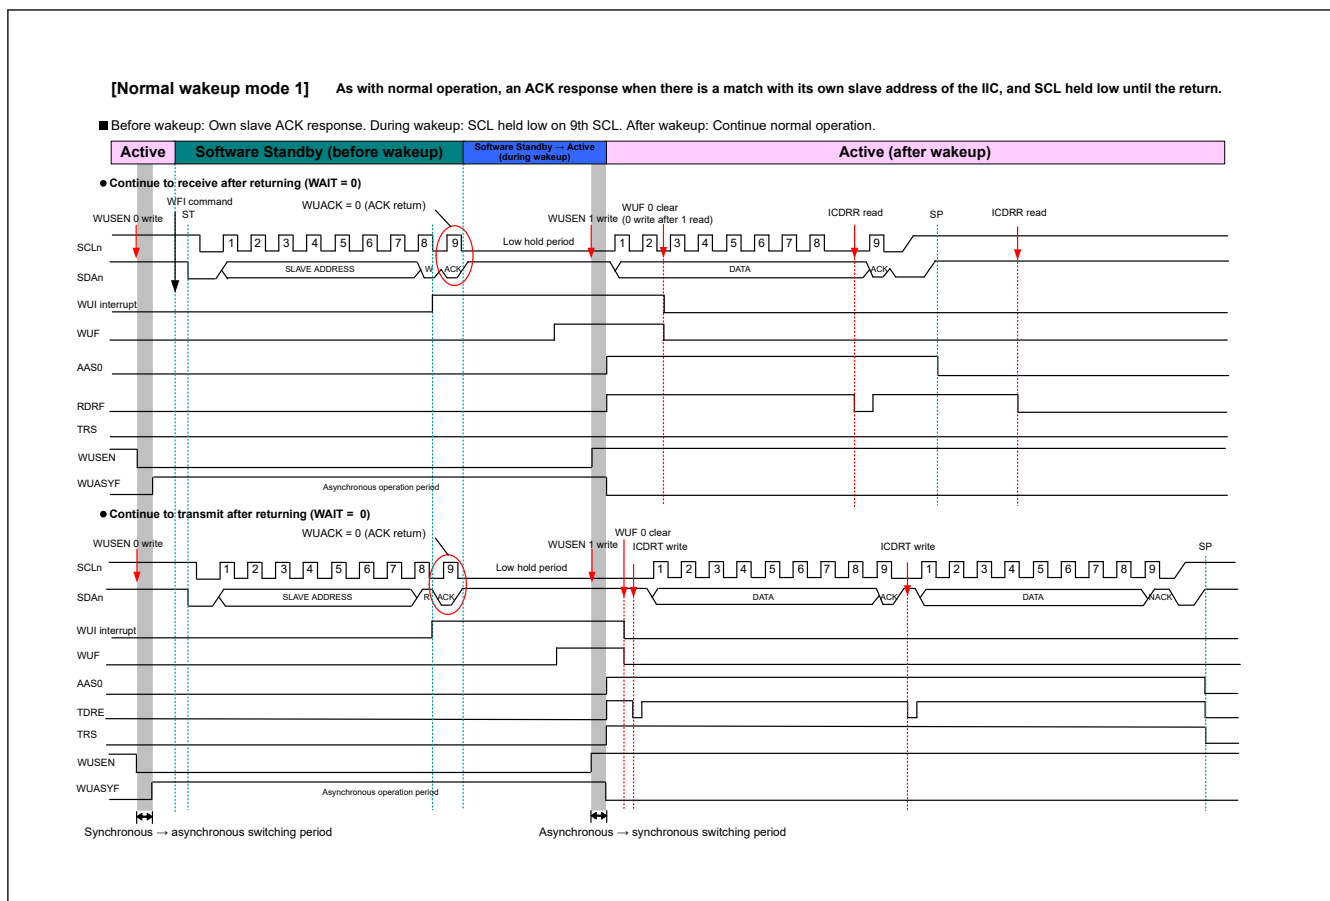 [Normal wakeup mode 1] As with normal operation, an ACK response when there is a match with its own slave address of the IIC, and SCL held low until the return.
■ Before wakeup: Own slave ACK response. During wakeup: SCL held low on 9th SCL. After wakeup: Continue normal operation.
Active Software Standby (before wakeup) Software Standby → Active (during wakeup) Active (after wakeup)
● Continue to receive after returning (WAIT = 0)
WFI command
WUSEN 0 write ST WUACK = 0 (ACK return) WUSEN 1 write WUF 0 clear (0 write after 1 read) ICDRR read SP ICDRR read
SCLn 1 2 3 4 5 6 7 8 9 Low hold period 1 2 3 4 5 6 7 8 9
SDAn SLAVE ADDRESS W ACK DATA ACK
WUI interrupt
WUF
AAS0
RDRF
TRS
WUSEN
WUASYF Asynchronous operation period
● Continue to transmit after returning (WAIT = 0)
WUSEN 0 write WUACK = 0 (ACK return) WUSEN 1 write WUF 0 clear ICDRT write ICDRT write SP
SCLn 1 2 3 4 5 6 7 8 9 Low hold period 1 2 3 4 5 6 7 8 9 1 2 3 4 5 6 7 8 9
SDAn SLAVE ADDRESS R ACK DATA ACK DATA NACK
WUI interrupt
WUF
AAS0
TDRE
TRS
WUSEN
WUASYF Asynchronous operation period
Synchronous → asynchronous switching period Asynchronous → synchronous switching period